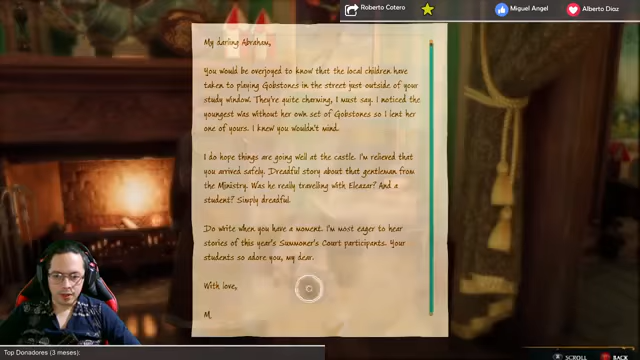 Roberto Cotero
Miguel Angel
Alberto Diaz
My darling Abraham,
You would be overjoyed to know that the local children have
taken to playing Gobstones in the street just outside of your
study window. They're quite charming, I must say. I noticed the
youngest was without her own set of Gobstones so I lent her
one of yours. I knew you wouldn't mind.
I do hope things are going well at the castle. I'm relieved that
you arrived safely. Dreadful story about that gentleman from
the Ministry. Was he really travelling with Eleazar? And a
student? Simply dreadful.
Do write when you have a moment. I'm most eager to hear
stories of this year's Summoner's Court participants. Your
students so adore you, my dear.
With love,
M.
Top Donadores (3 meses):
SCROLL
BACK